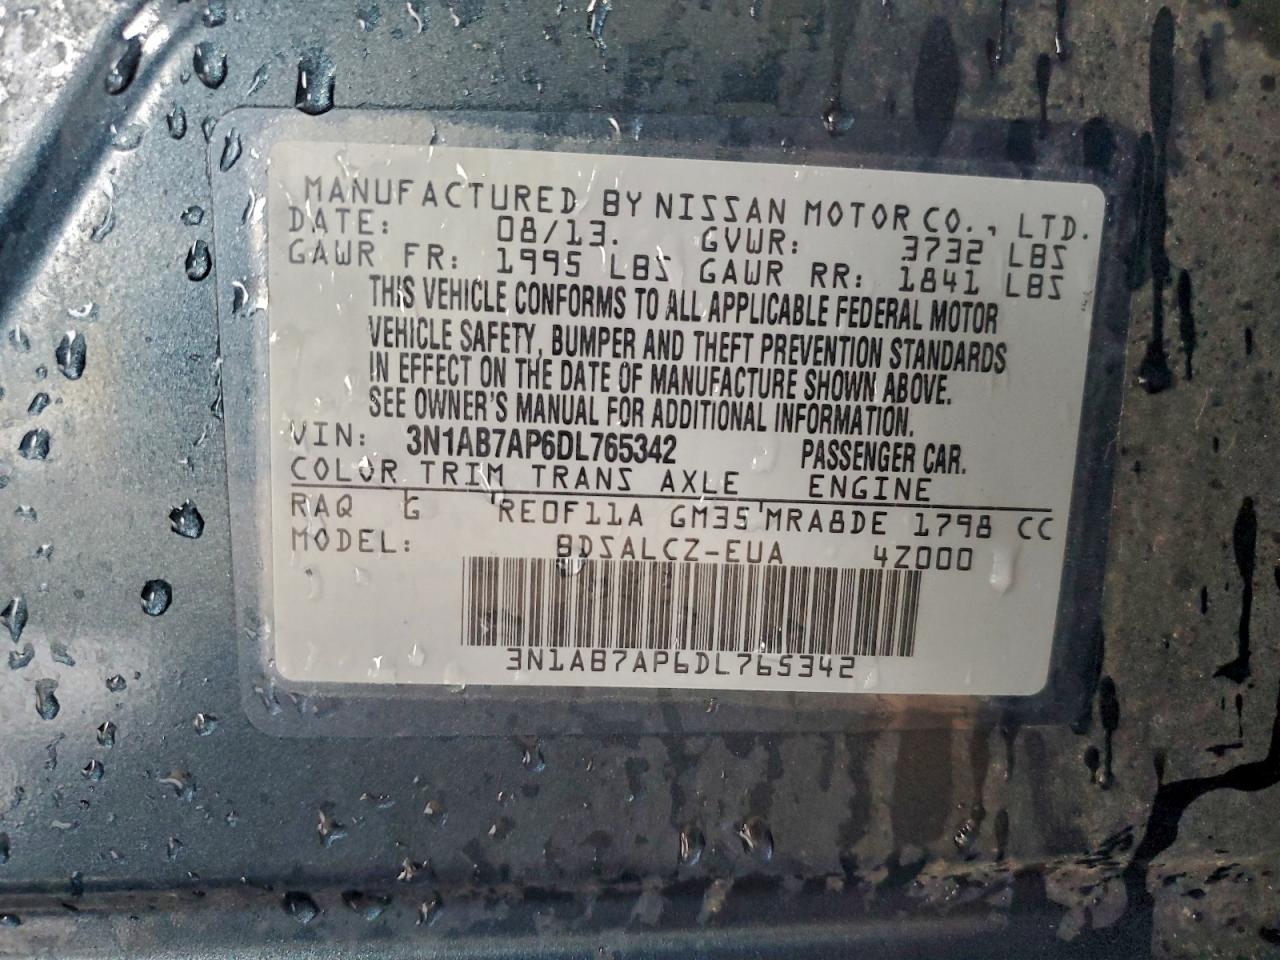 MANUFACTURED BY NISSAN MOTOR CO., LTD.
DATE: 08/13. GVWR: 3732 LBS
GAWR FR: 1995 LBS GAWR RR: 1841 LBS
THIS VEHICLE CONFORMS TO ALL APPLICABLE FEDERAL MOTOR
VEHICLE SAFETY, BUMPER AND THEFT PREVENTION STANDARDS
IN EFFECT ON THE DATE OF MANUFACTURE SHOWN ABOVE.
SEE OWNER'S MANUAL FOR ADDITIONAL INFORMATION.
VIN: 3N1AB7AP6DL765342 PASSENGER CAR.
COLOR TRIM TRANS AXLE ENGINE
RAQ G RE0F11A GM35 MRA8DE 1798 CC
MODEL: BDSALCZ-EUA 4Z000
3N1AB7AP6DL765342